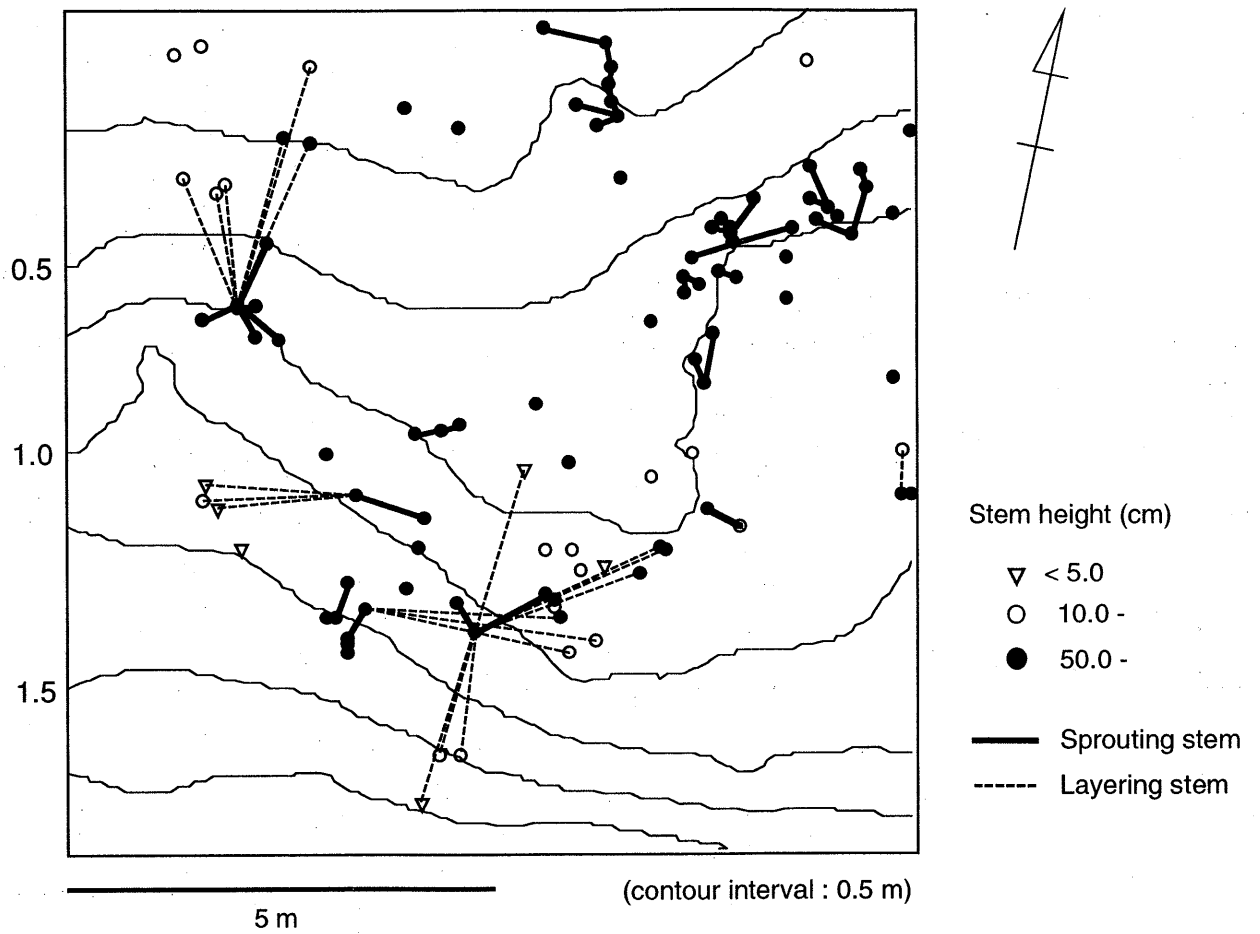 0.5
1.0
1.5
Stem height (cm)
< 5.0
10.0 -
50.0 -
Sprouting stem
Layering stem
5 m
(contour interval : 0.5 m)